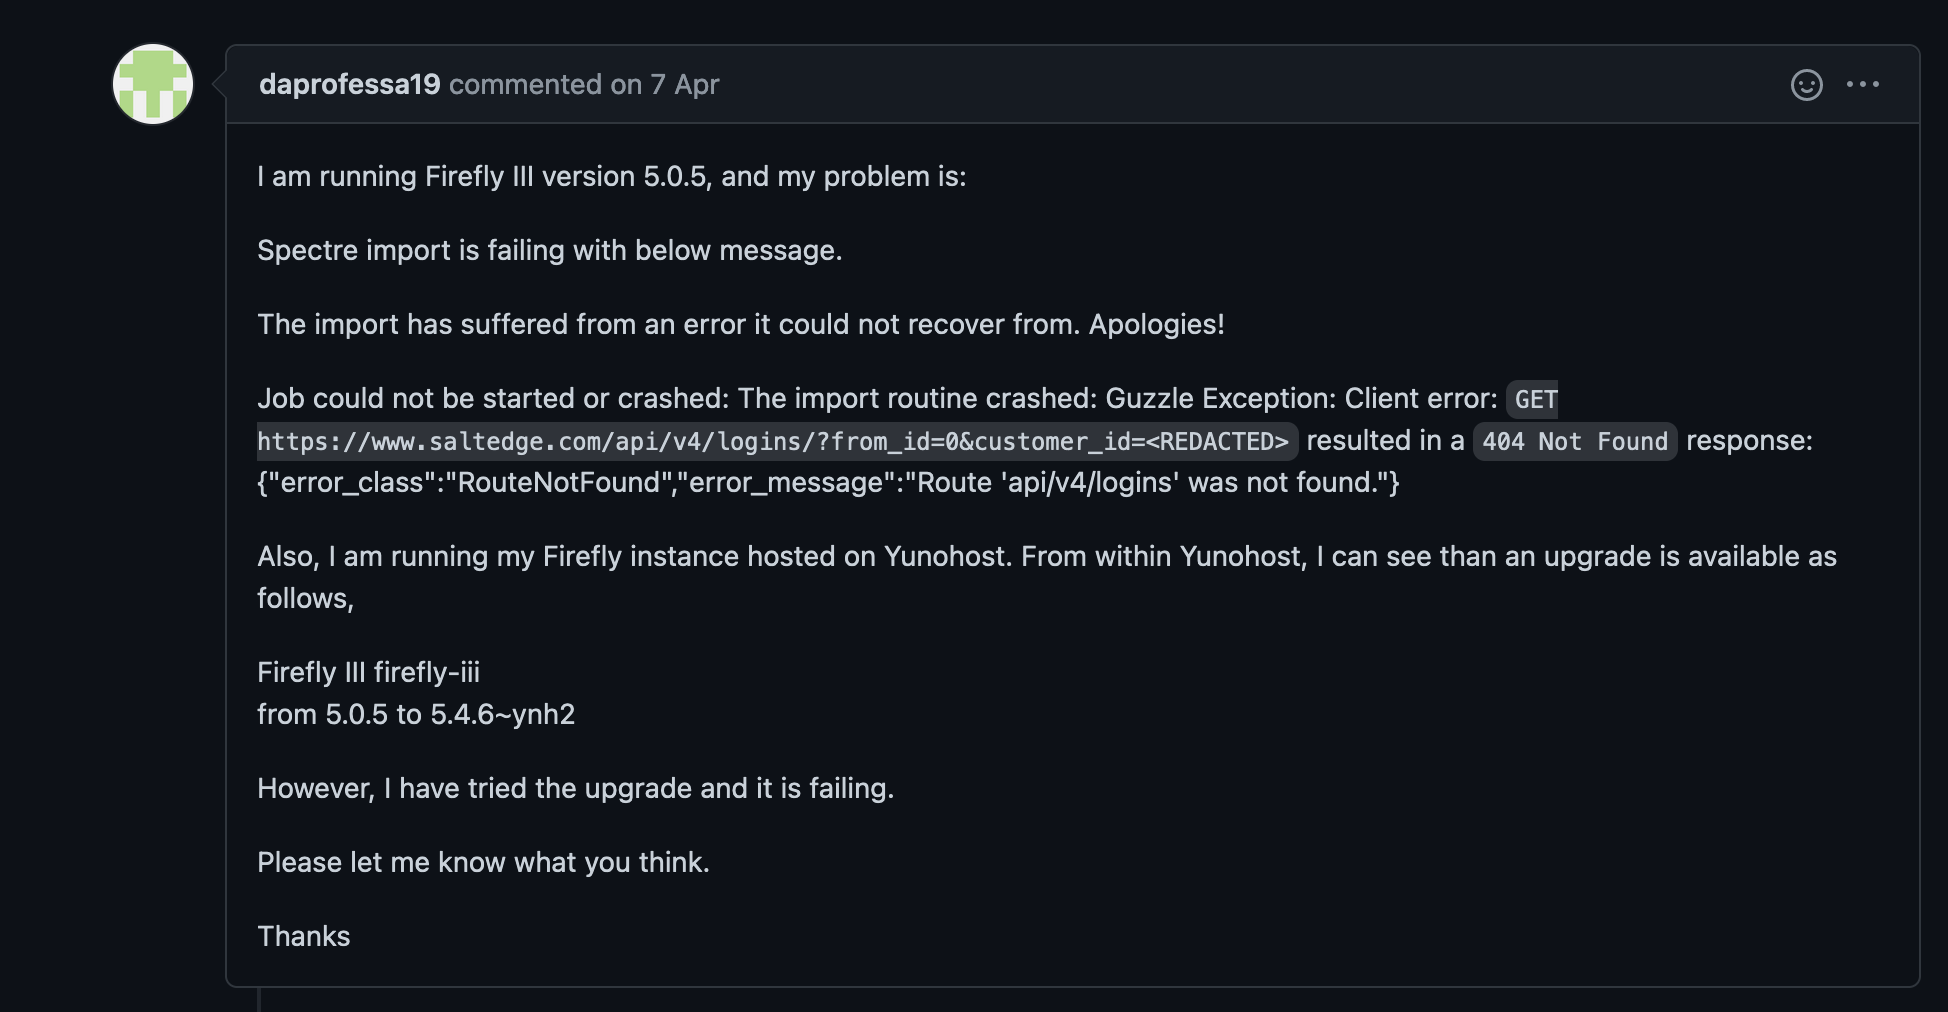 daprofessa19 commented on 7 Apr
I am running Firefly III version 5.0.5, and my problem is:
Spectre import is failing with below message.
The import has suffered from an error it could not recover from. Apologies!
Job could not be started or crashed: The import routine crashed: Guzzle Exception: Client error: GET
https://www.saltedge.com/api/v4/logins/?from_id=0&customer_id=<REDACTED> resulted in a 404 Not Found response:
{"error_class":"RouteNotFound","error_message":"Route 'api/v4/logins' was not found."}
Also, I am running my Firefly instance hosted on Yunohost. From within Yunohost, I can see than an upgrade is available as
follows,
Firefly III firefly-iii
from 5.0.5 to 5.4.6~ynh2
However, I have tried the upgrade and it is failing.
Please let me know what you think.
Thanks